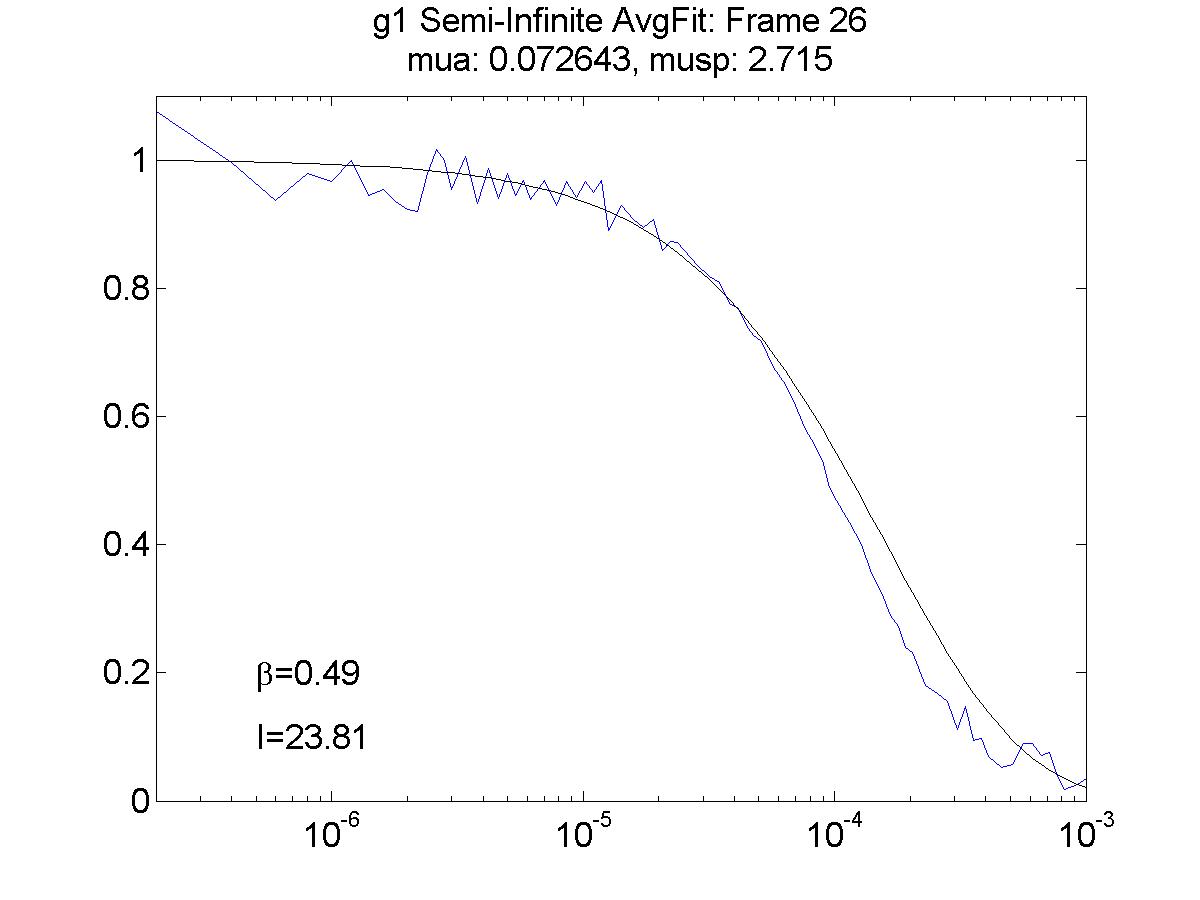 g1 Semi-Infinite AvgFit: Frame 26
mua: 0.072643, musp: 2.715
1
0.8
0.6
0.4
0.2
0
β=0.49
I=23.81
10^-6
10^-5
10^-4
10^-3